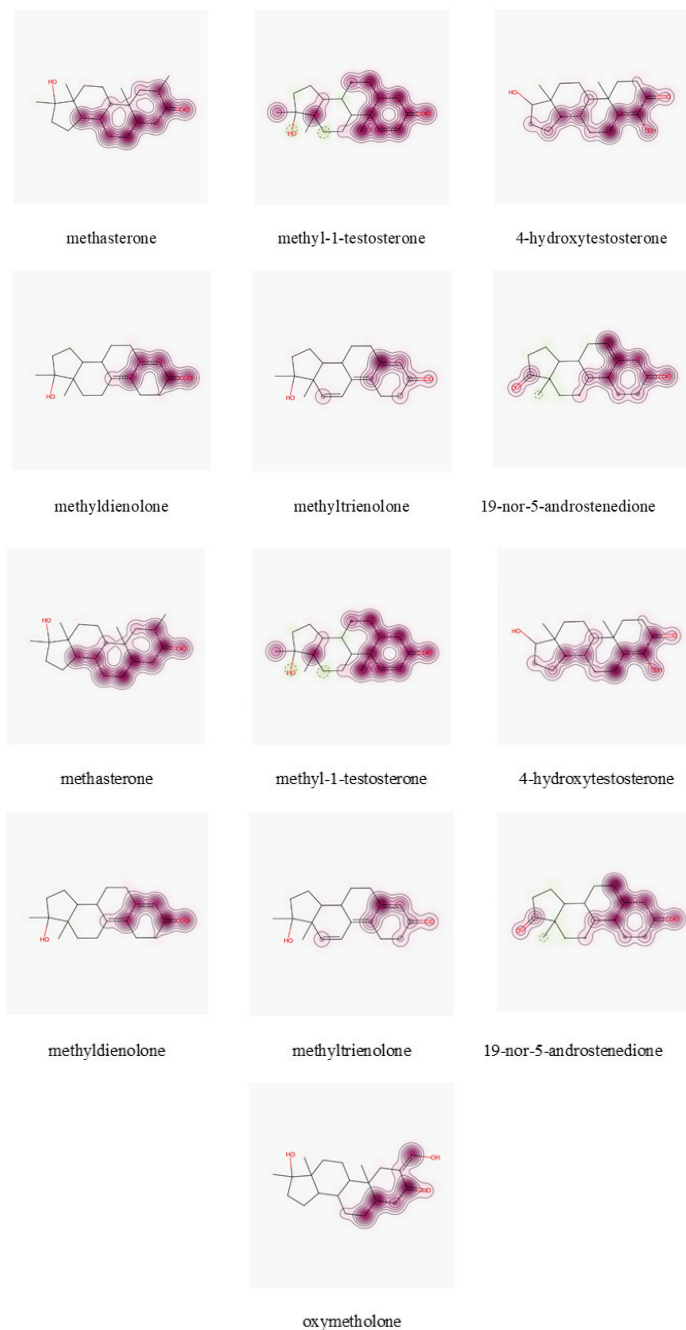 HO
O
HO
O
HO
O
OH
methasterone methyl-1-testosterone 4-hydroxytestosterone
O
HO
O
HO
O
O
methyldienolone methyltrienolone 19-nor-5-androstenedione
HO
O
HO
O
HO
O
OH
methasterone methyl-1-testosterone 4-hydroxytestosterone
O
HO
O
HO
O
O
methyldienolone methyltrienolone 19-nor-5-androstenedione
HO
OH
O
oxymetholone